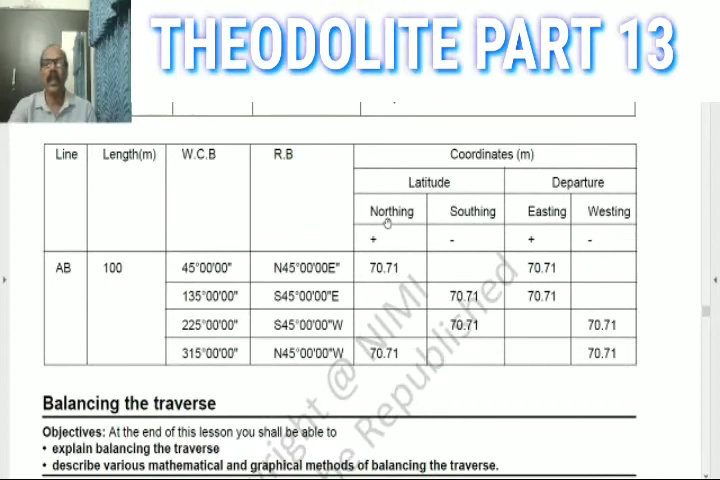 THEODOLITE PART 13
Line Length(m) W.C.B R.B Coordinates (m)
Latitude Departure
Northing Southing Easting Westing
+ - + -
AB 100 45°00'00" N45°00'00E" 70.71 70.71
135°00'00" S45°00'00"E 70.71 70.71
225°00'00" S45°00'00"W 70.71 70.71
315°00'00" N45°00'00"W 70.71 70.71
Balancing the traverse
Objectives: At the end of this lesson you shall be able to
• explain balancing the traverse
• describe various mathematical and graphical methods of balancing the traverse.
@ NIMI
Republished